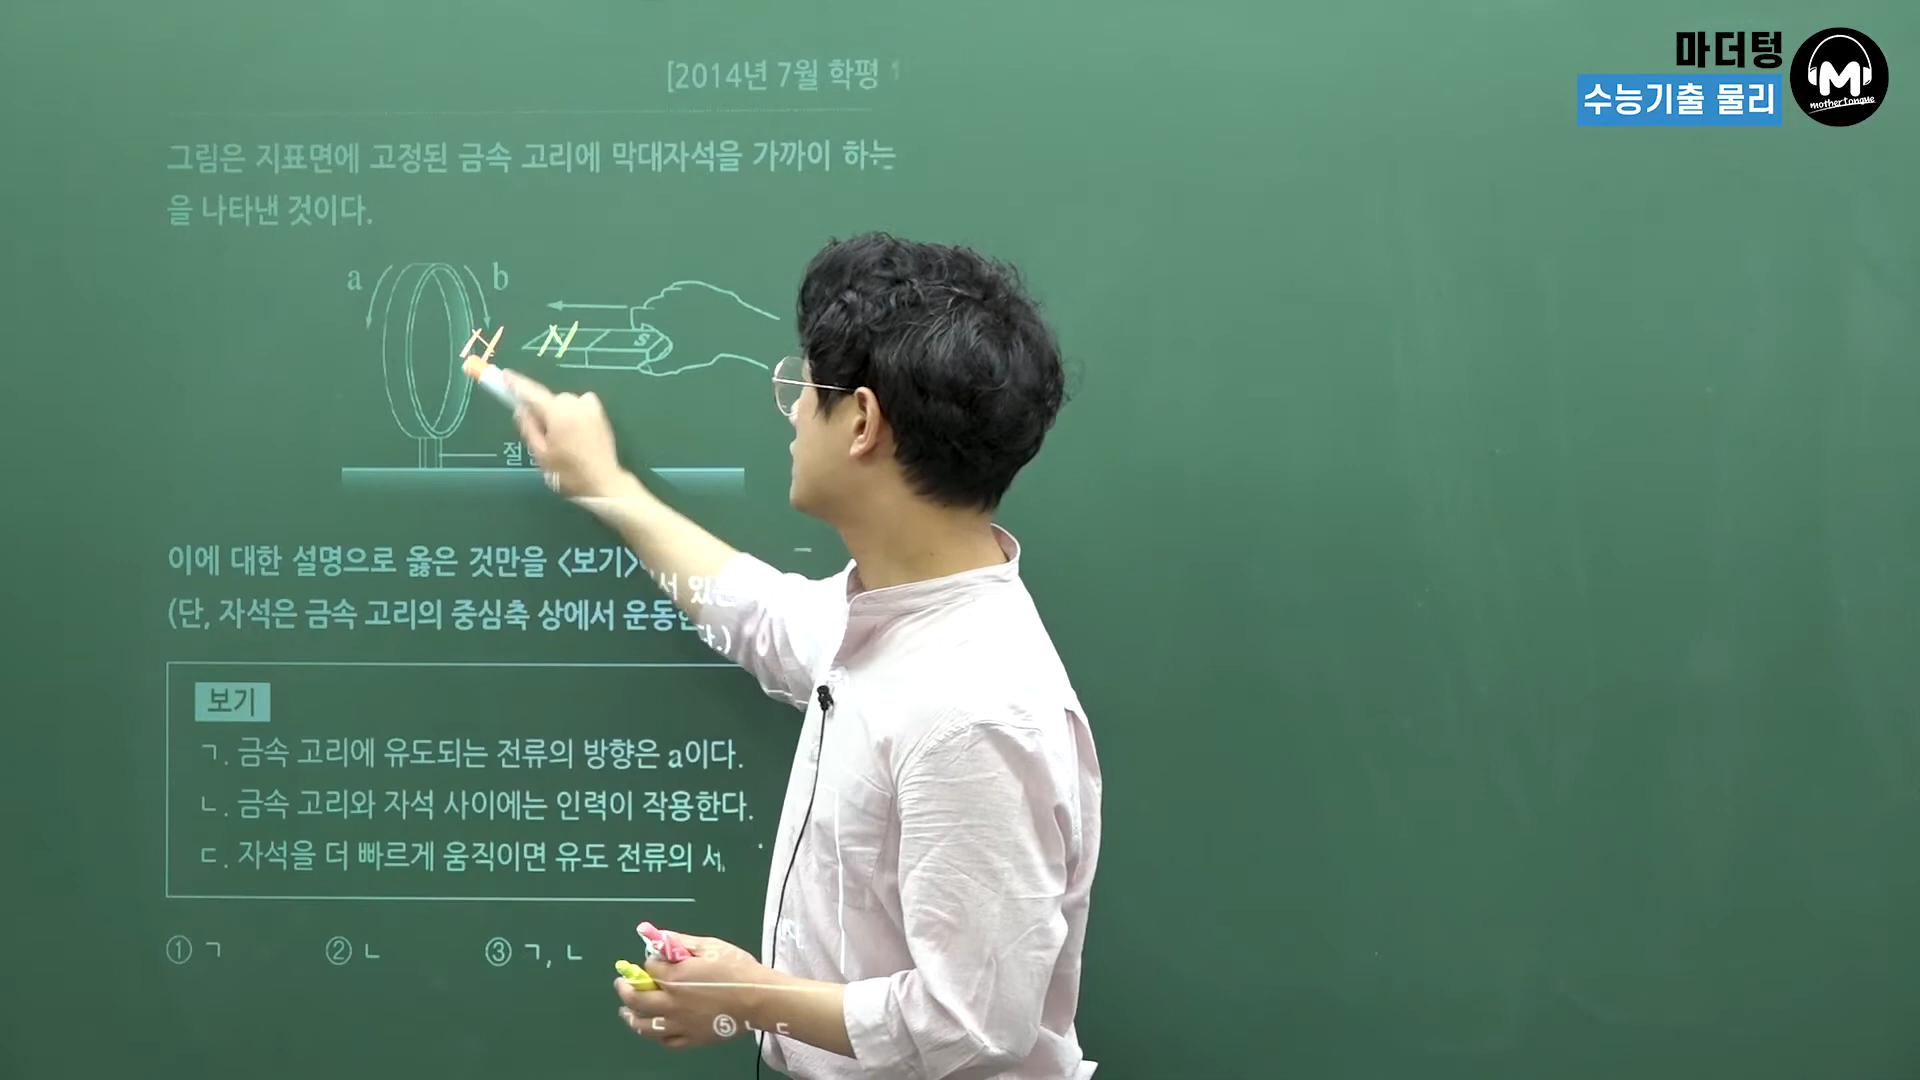 마더텅
수능기출 물리
M
mothertongue
[2014년 7월 학평
그림은 지표면에 고정된 금속 고리에 막대자석을 가까이 하는
을 나타낸 것이다.
a b
N N S
절
이에 대한 설명으로 옳은 것만을 <보기>
(단, 자석은 금속 고리의 중심축 상에서 운동한다.)
보기
ㄱ. 금속 고리에 유도되는 전류의 방향은 a이다.
ㄴ. 금속 고리와 자석 사이에는 인력이 작용한다.
ㄷ. 자석을 더 빠르게 움직이면 유도 전류의 세
① ㄱ ② ㄴ ③ ㄱ, ㄴ
ㄷ ⑤ ㄴ ㄷ